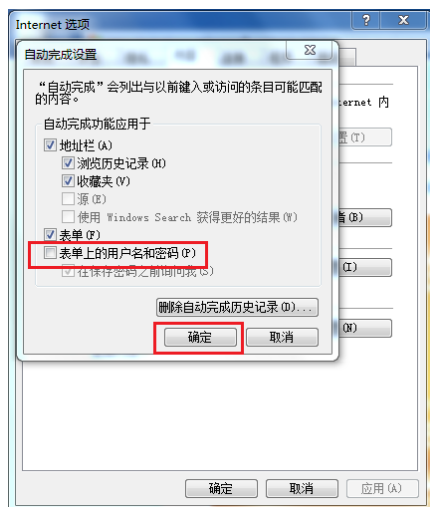 Internet 选项
自动完成设置
“自动完成”会列出与以前键入或访问的条目可能匹配
的内容。
ternet 内
自动完成功能应用于
置(T)
地址栏(A)
浏览历史记录(H)
收藏夹(V)
源(E)
使用 Windows Search 获得更好的结果(W)
者(B)
表单(F)
表单上的用户名和密码(P)
在保存密码之前询问我(S)
(I)
删除自动完成历史记录(D)...
确定
取消
(N)
确定
取消
应用(A)